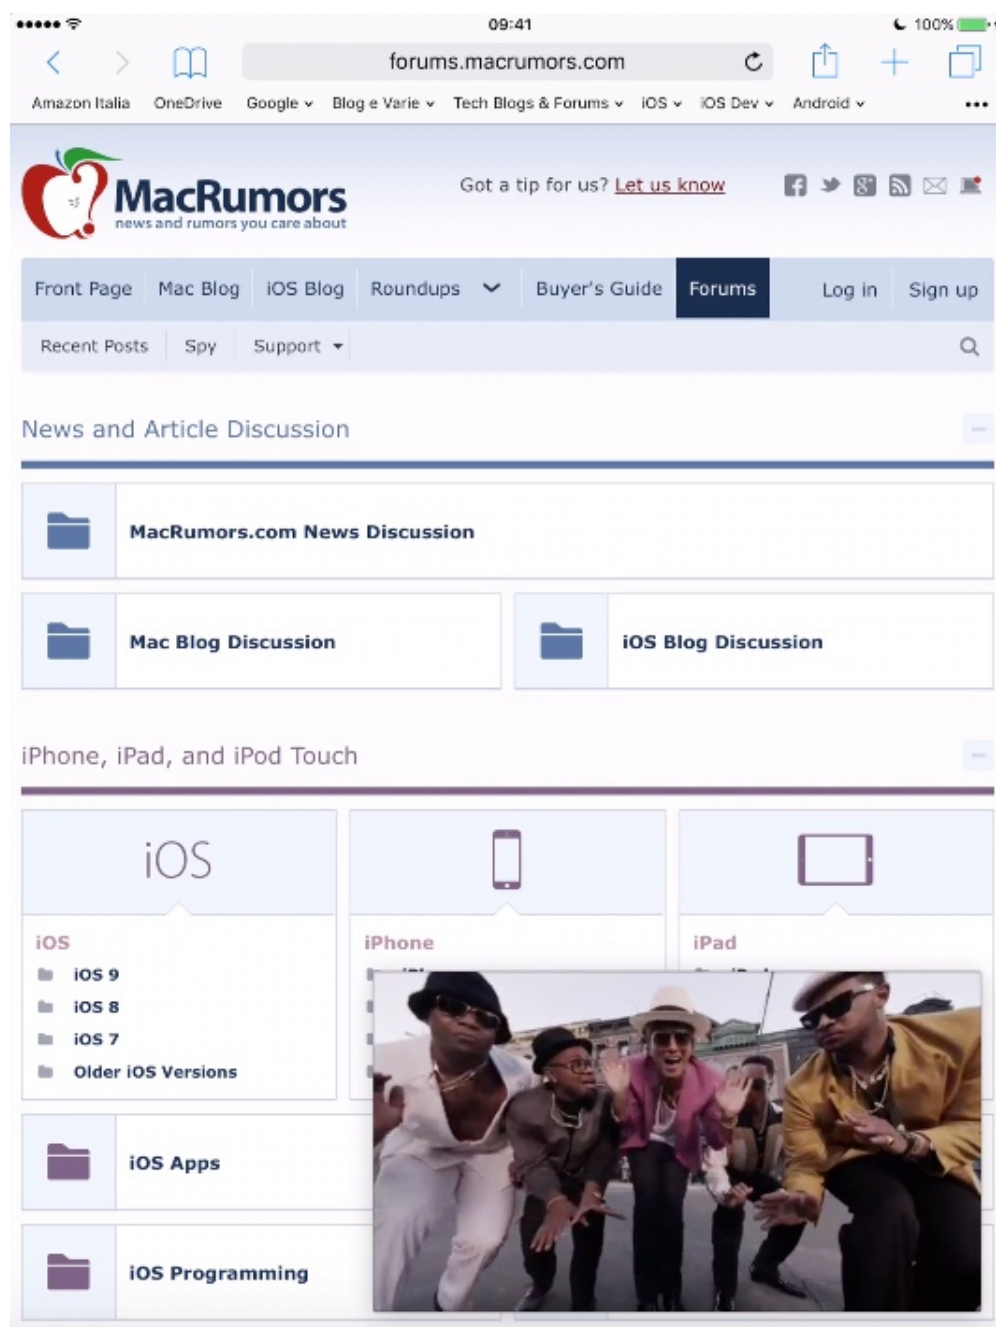 09:41
100%
forums.macrumors.com
Amazon Italia OneDrive Google Blog e Varie Tech Blogs & Forums iOS iOS Dev Android
MacRumors
news and rumors you care about
Got a tip for us? Let us know
Front Page Mac Blog iOS Blog Roundups Buyer's Guide Forums Log in Sign up
Recent Posts Spy Support
News and Article Discussion
MacRumors.com News Discussion
Mac Blog Discussion
iOS Blog Discussion
iPhone, iPad, and iPod Touch
iOS
iOS
iOS 9
iOS 8
iOS 7
Older iOS Versions
iPhone
iPad
iOS Apps
iOS Programming